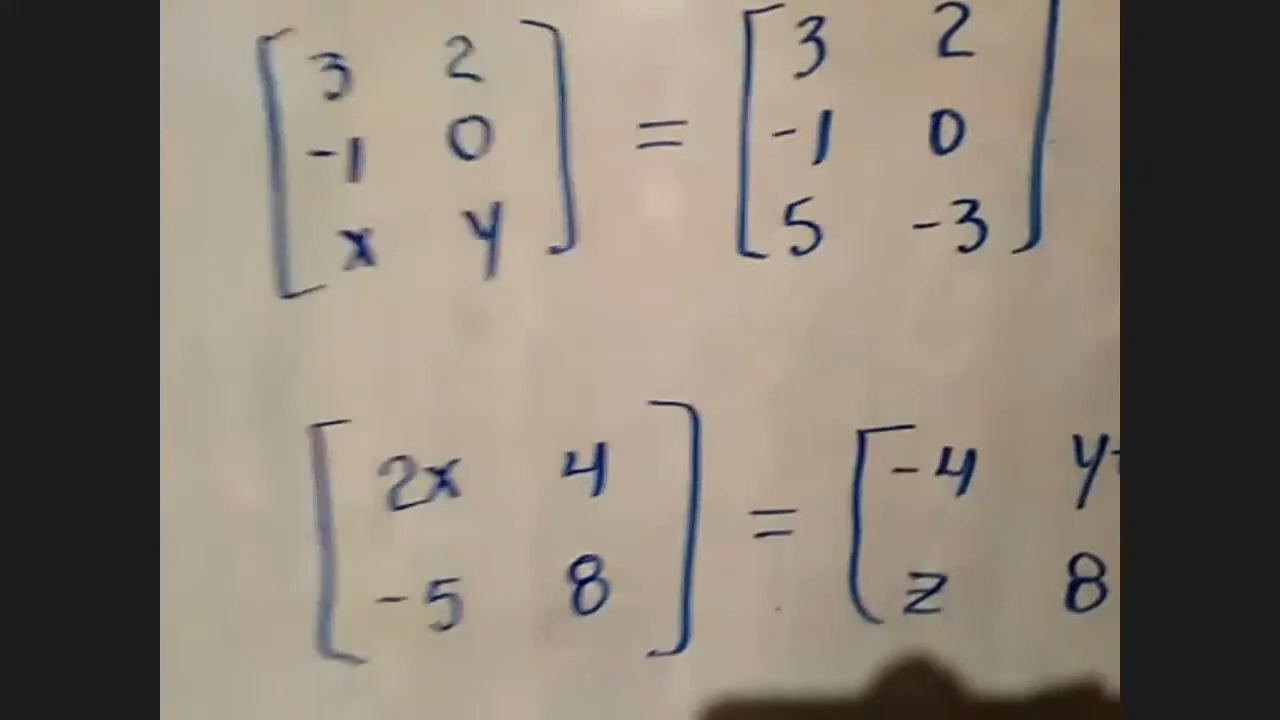 [3 2] = [3 2]
[-1 0] [-1 0]
[x y] [5 -3]
[2x 4] = [-4 y
[-5 8] [z 8